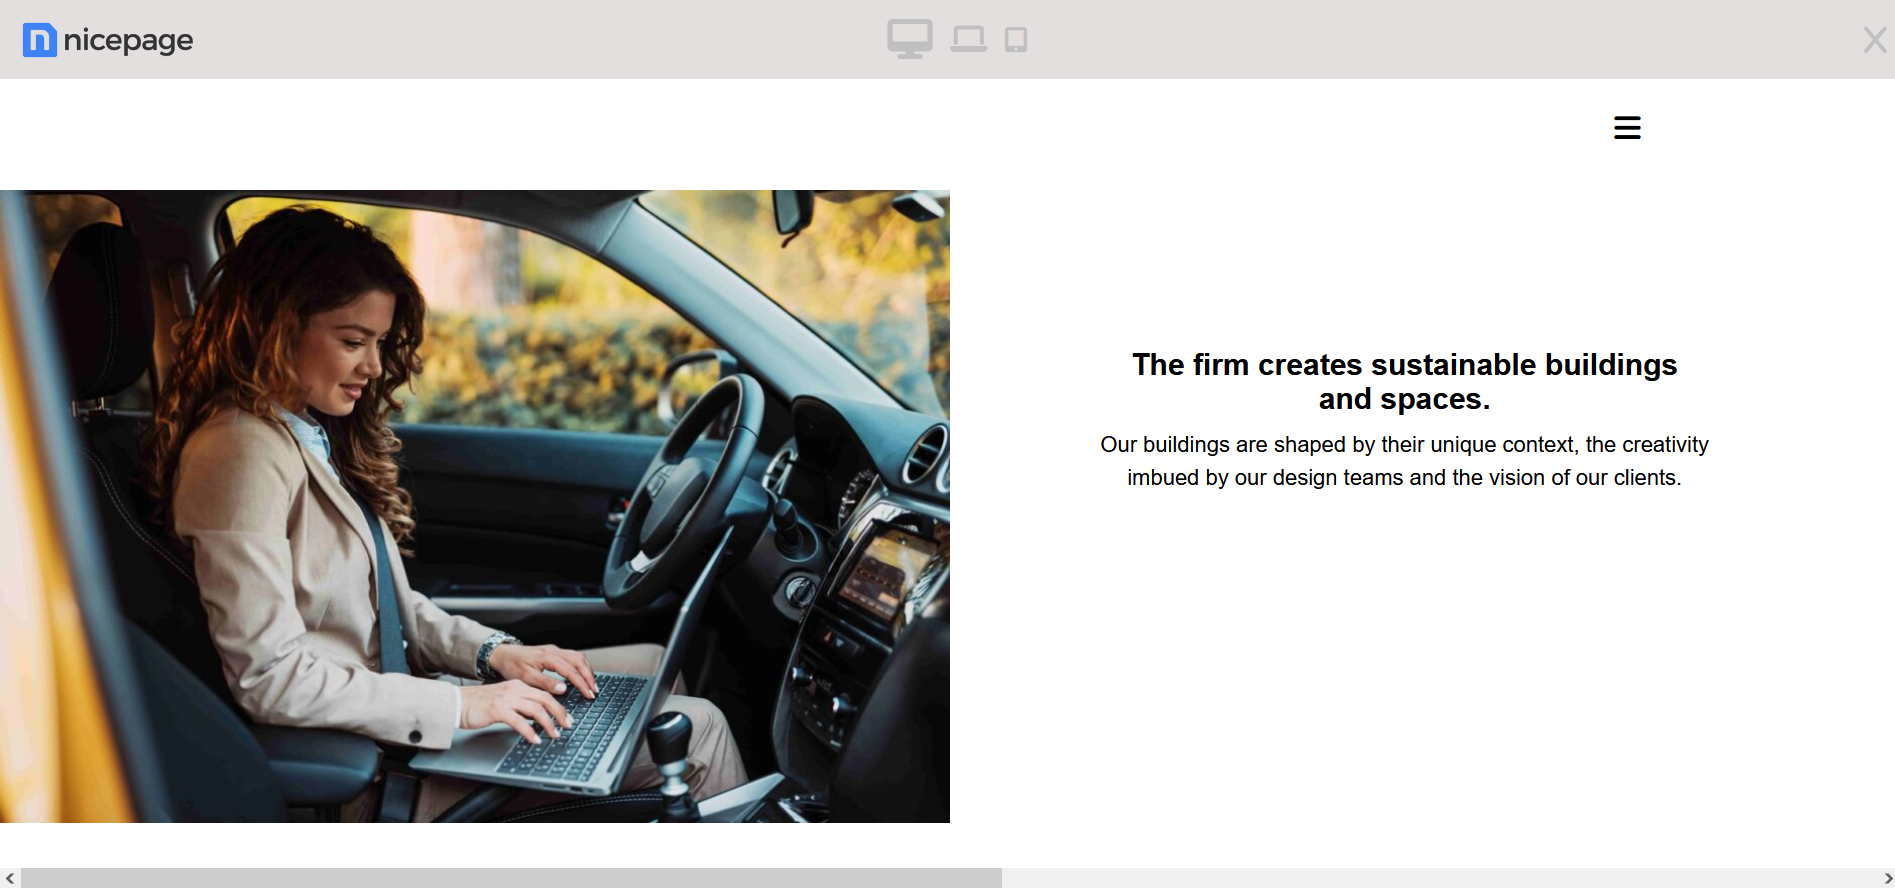 nicepage
The firm creates sustainable buildings
and spaces.
Our buildings are shaped by their unique context, the creativity
imbued by our design teams and the vision of our clients.